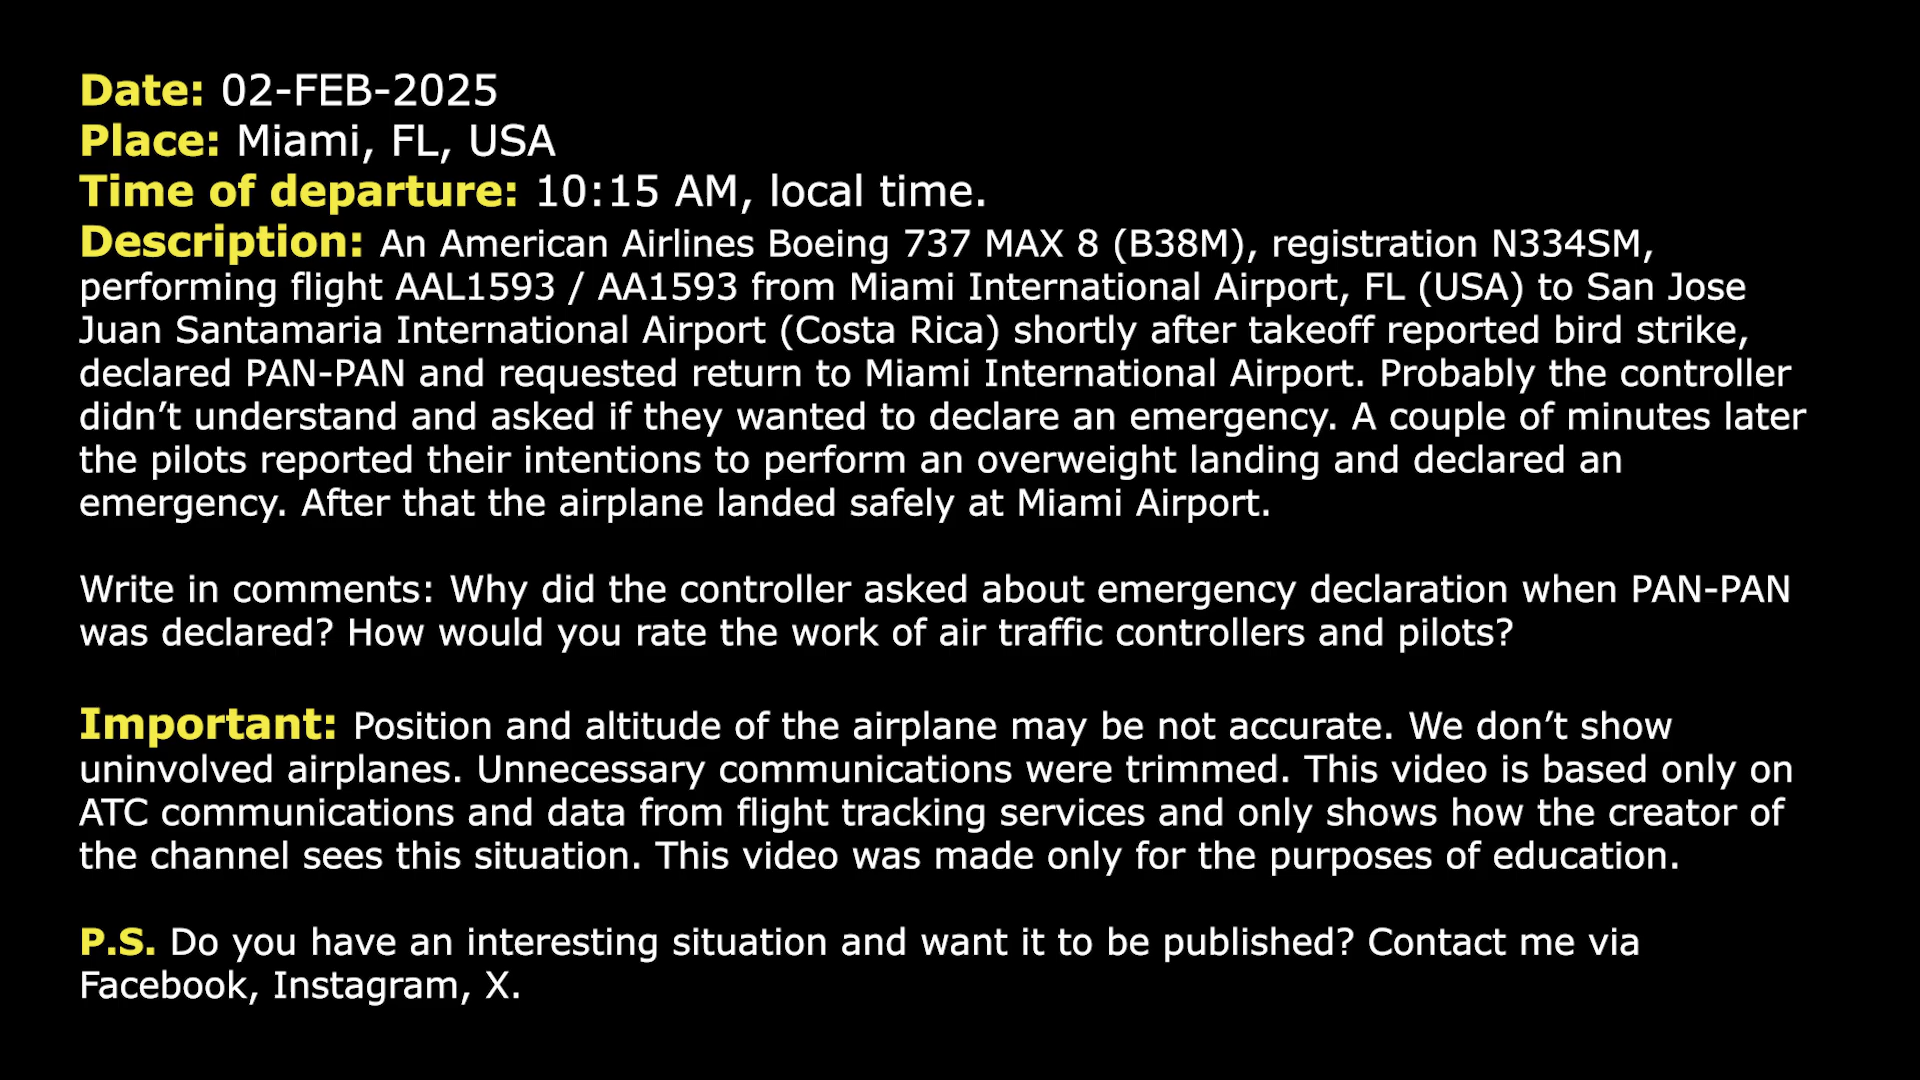 Date: 02-FEB-2025
Place: Miami, FL, USA
Time of departure: 10:15 AM, local time.
Description: An American Airlines Boeing 737 MAX 8 (B38M), registration N334SM,
performing flight AAL1593 / AA1593 from Miami International Airport, FL (USA) to San Jose
Juan Santamaria International Airport (Costa Rica) shortly after takeoff reported bird strike,
declared PAN-PAN and requested return to Miami International Airport. Probably the controller
didn’t understand and asked if they wanted to declare an emergency. A couple of minutes later
the pilots reported their intentions to perform an overweight landing and declared an
emergency. After that the airplane landed safely at Miami Airport.
Write in comments: Why did the controller asked about emergency declaration when PAN-PAN
was declared? How would you rate the work of air traffic controllers and pilots?
Important: Position and altitude of the airplane may be not accurate. We don’t show
uninvolved airplanes. Unnecessary communications were trimmed. This video is based only on
ATC communications and data from flight tracking services and only shows how the creator of
the channel sees this situation. This video was made only for the purposes of education.
P.S. Do you have an interesting situation and want it to be published? Contact me via
Facebook, Instagram, X.